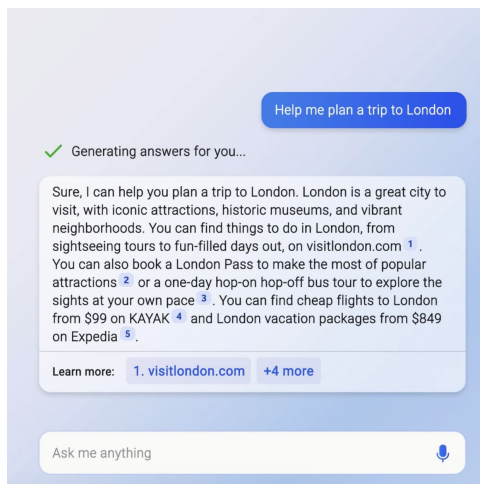 Help me plan a trip to London
Generating answers for you...
Sure, I can help you plan a trip to London. London is a great city to
visit, with iconic attractions, historic museums, and vibrant
neighborhoods. You can find things to do in London, from
sightseeing tours to fun-filled days out, on visitlondon.com 1 .
You can also book a London Pass to make the most of popular
attractions 2 or a one-day hop-on hop-off bus tour to explore the
sights at your own pace 3 . You can find cheap flights to London
from $99 on KAYAK 4 and London vacation packages from $849
on Expedia 5 .
Learn more: 1. visitlondon.com +4 more
Ask me anything